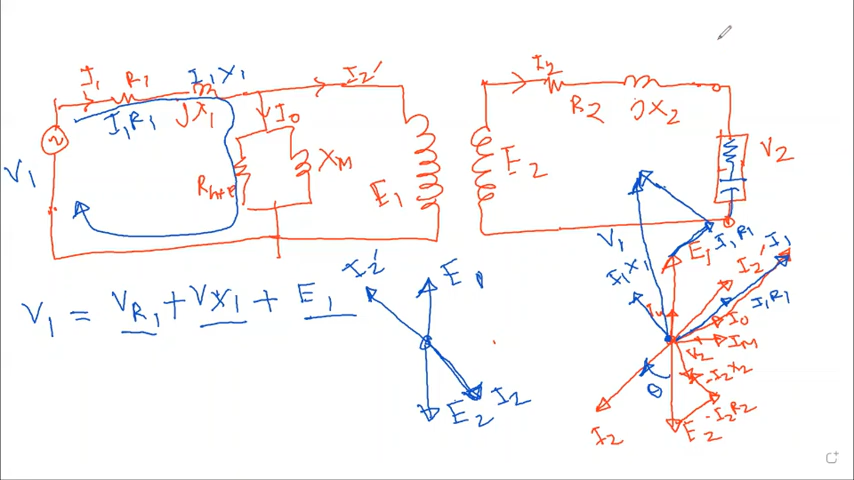 I1 R1 I1X1 I2'
I1R1 jX1 I0
V1 Rh+e XM E1
I2 R2 jX2
E2 V2
V1 = VR1 + VX1 + E1
I2' E1
E2 I2
V1 E1 I1R1 I2' I1
I1X1 I1R1
Iw I0
IM
V2
-I2X2
θ
E2 -I2R2
I2